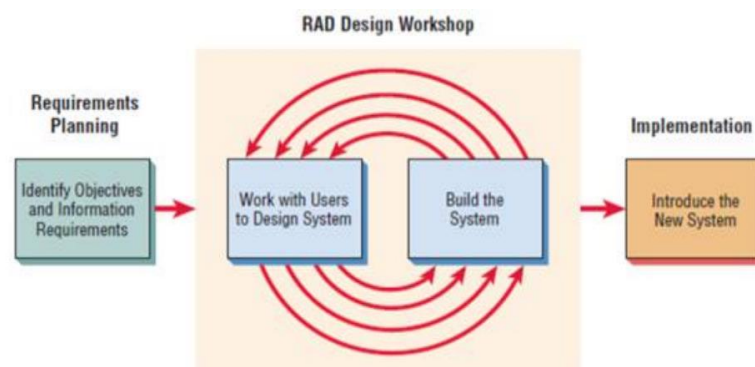 RAD Design Workshop
Requirements
Planning
Identify Objectives
and Information
Requirements
Work with Users
to Design System
Build the
System
Implementation
Introduce the
New System